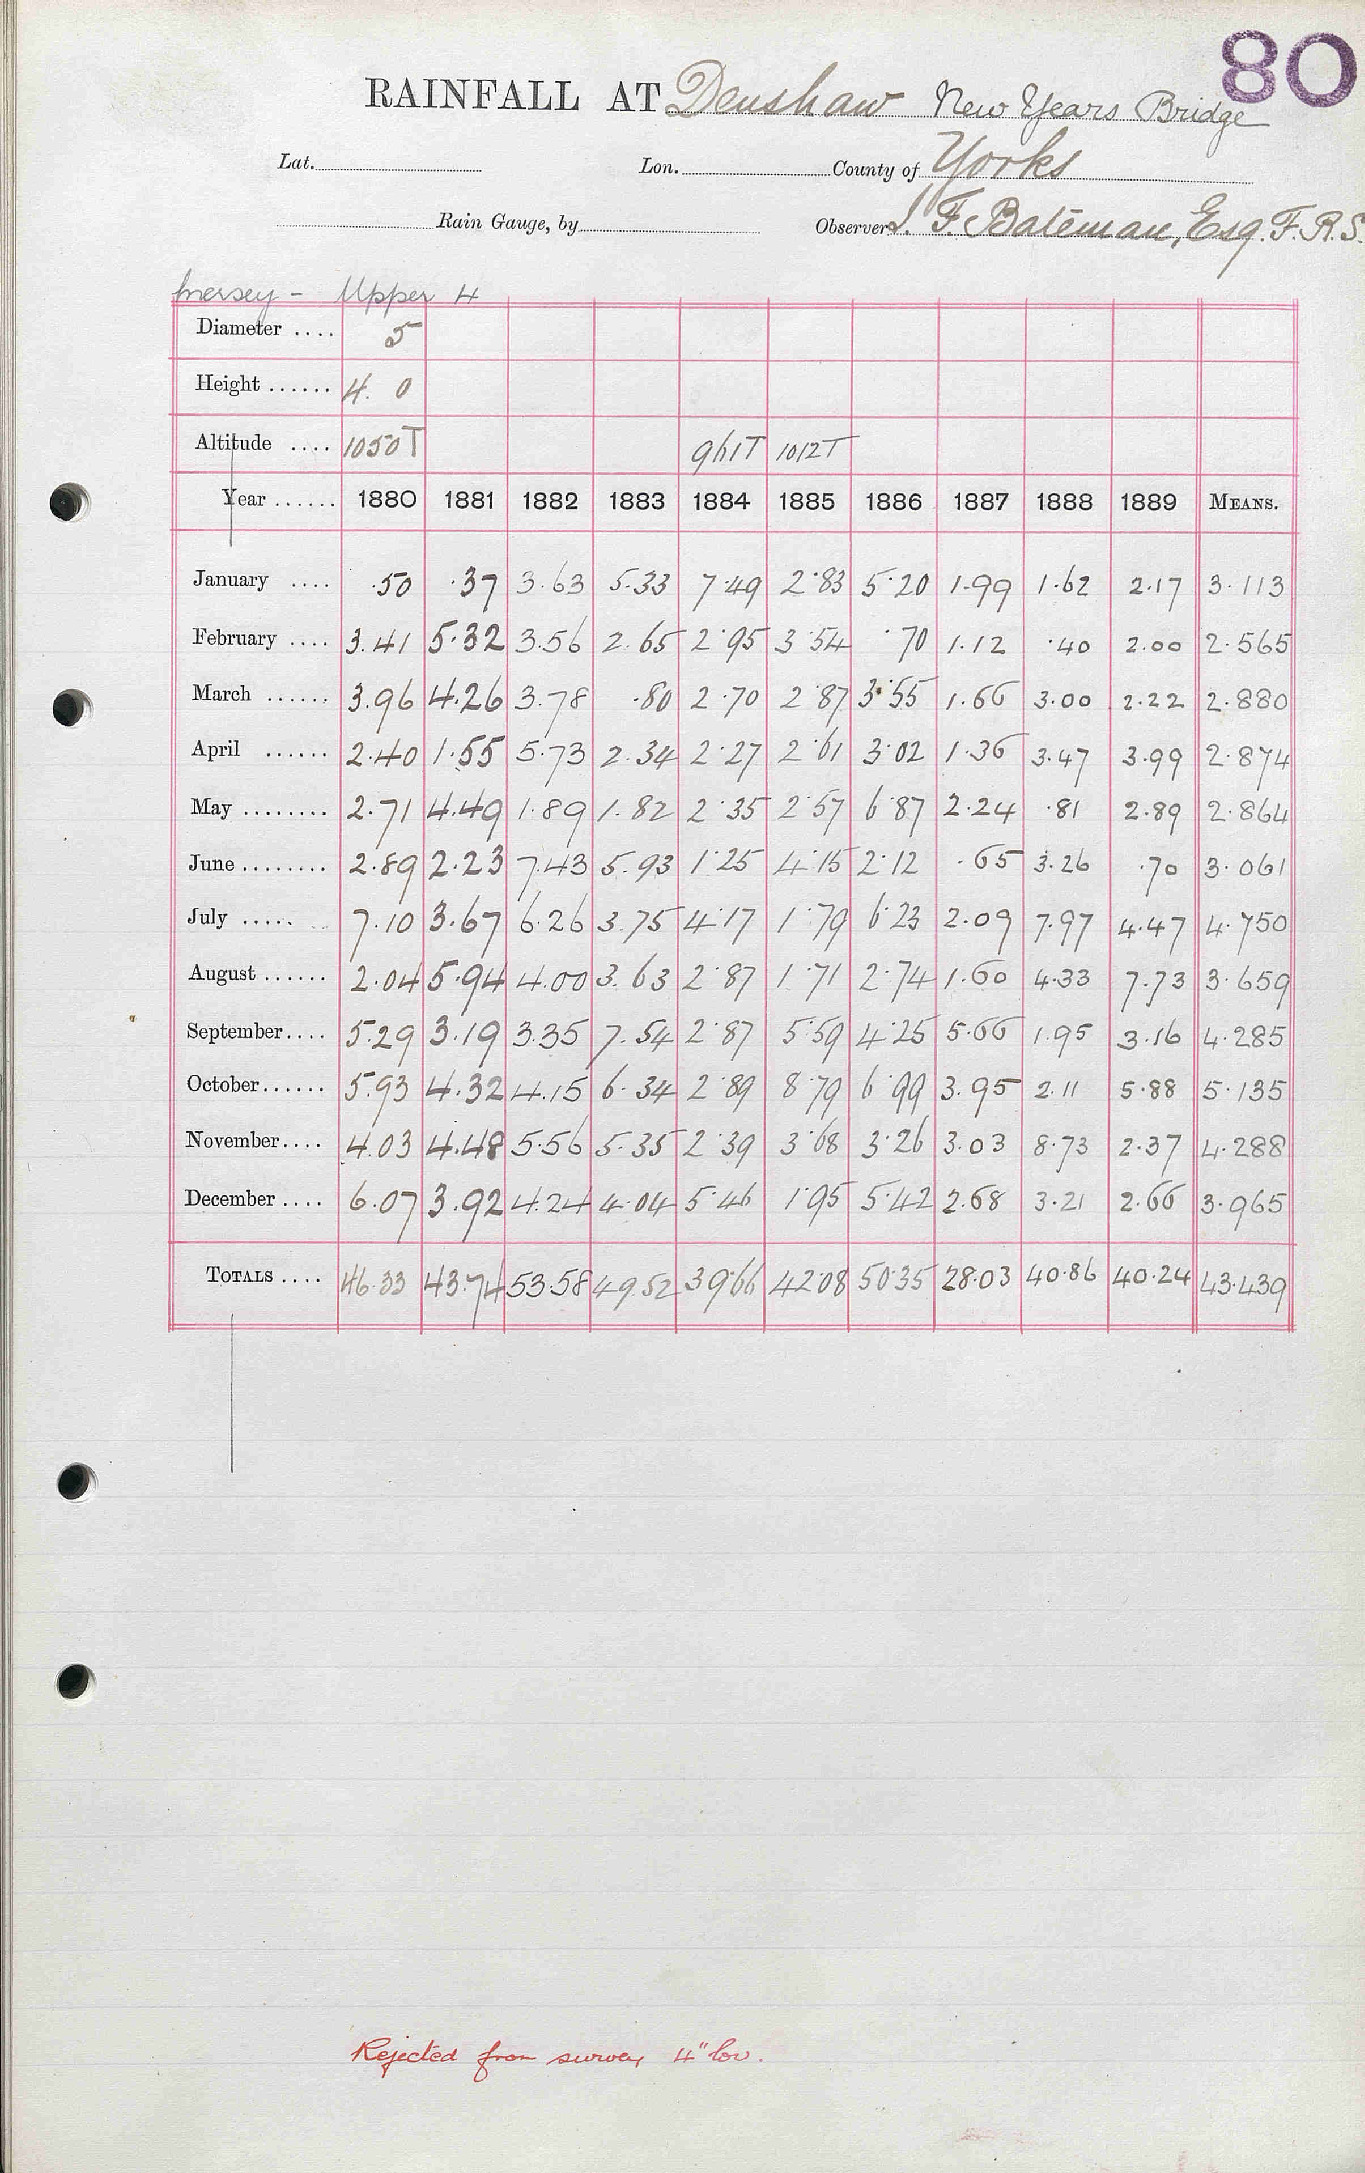 80
RAINFALL AT Denshaw New Years Bridge
Lat. Lon. County of Yorks
Rain Gauge, by Observer J. F. Bateman, Esq. F.R.S.
Mersey - Upper 4
Diameter .... 5
Height ...... 4. 0
Altitude .... 1050T 961T 1012T
Year ...... 1880 1881 1882 1883 1884 1885 1886 1887 1888 1889 MEANS.
January .... .50 .37 3.63 5.33 7.49 2.83 5.20 1.99 1.62 2.17 3.113
February .... 3.41 5.32 3.56 2.65 2.95 3.54 .70 1.12 .40 2.00 2.565
March ...... 3.96 4.26 3.78 .80 2.70 2.87 3.55 1.66 3.00 2.22 2.880
April ...... 2.40 1.55 5.73 2.34 2.27 2.61 3.02 1.36 3.47 3.99 2.874
May ........ 2.71 4.49 1.89 1.82 2.35 2.57 6.87 2.24 .81 2.89 2.864
June ........ 2.89 2.23 7.43 5.93 1.25 4.15 2.12 .65 3.26 .70 3.061
July ..... 7.10 3.67 6.26 3.75 4.17 1.79 6.23 2.09 7.97 4.47 4.750
August ...... 2.04 5.94 4.00 3.63 2.87 1.71 2.74 1.60 4.33 7.73 3.659
September.... 5.29 3.19 3.35 7.54 2.87 5.59 4.25 5.66 1.95 3.16 4.285
October...... 5.93 4.32 4.15 6.34 2.89 8.79 6.99 3.95 2.11 5.88 5.135
November.... 4.03 4.48 5.56 5.35 2.39 3.68 3.26 3.03 8.73 2.37 4.288
December .... 6.07 3.92 4.24 4.04 5.46 1.95 5.42 2.68 3.21 2.66 3.965
TOTALS .... 46.33 43.74 53.58 49.52 39.66 42.08 50.35 28.03 40.86 40.24 43.439
Rejected from survey 4" low.